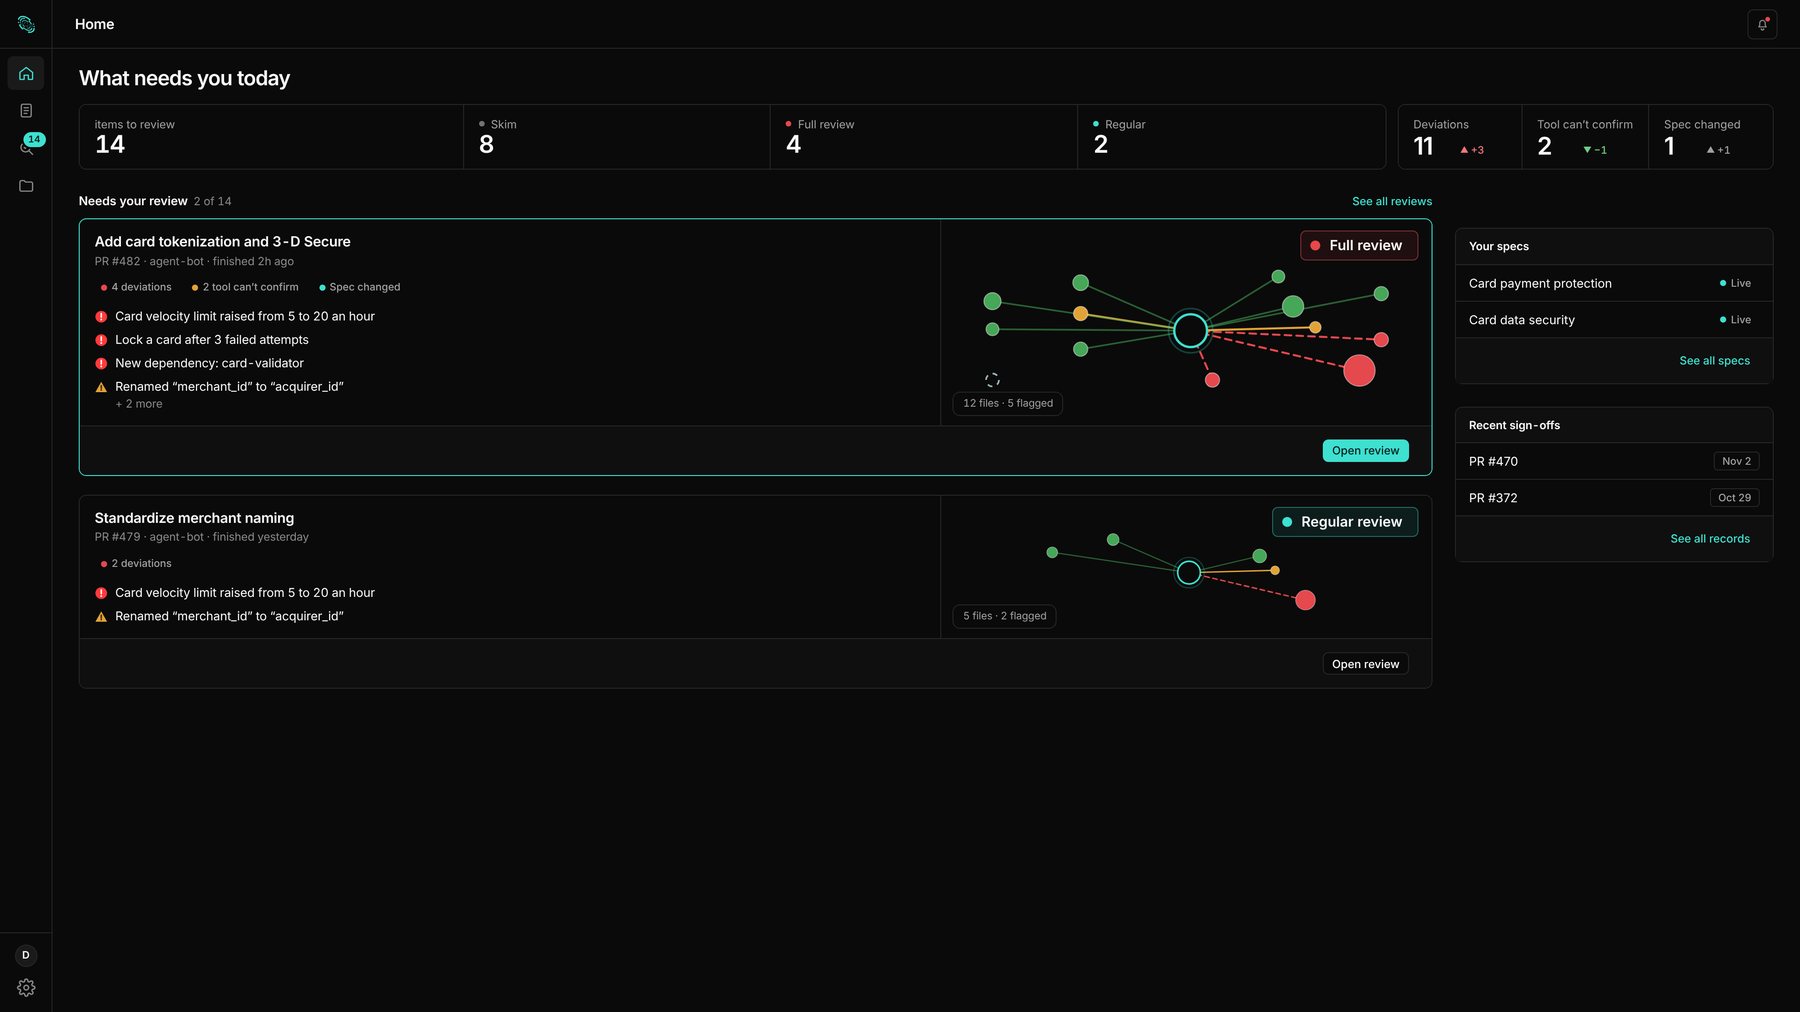 Home
What needs you today
items to review
14
Skim
8
Full review
4
Regular
2
Deviations
11 ▲ +3
Tool can’t confirm
2 ▼ −1
Spec changed
1 ▲ +1
14
Needs your review 2 of 14
See all reviews
Add card tokenization and 3-D Secure
PR #482 · agent-bot · finished 2h ago
4 deviations
2 tool can’t confirm
Spec changed
Card velocity limit raised from 5 to 20 an hour
Lock a card after 3 failed attempts
New dependency: card-validator
Renamed “merchant_id” to “acquirer_id”
+ 2 more
Full review
12 files · 5 flagged
Open review
Standardize merchant naming
PR #479 · agent-bot · finished yesterday
2 deviations
Card velocity limit raised from 5 to 20 an hour
Renamed “merchant_id” to “acquirer_id”
Regular review
5 files · 2 flagged
Open review
Your specs
Card payment protection Live
Card data security Live
See all specs
Recent sign-offs
PR #470 Nov 2
PR #372 Oct 29
See all records
D